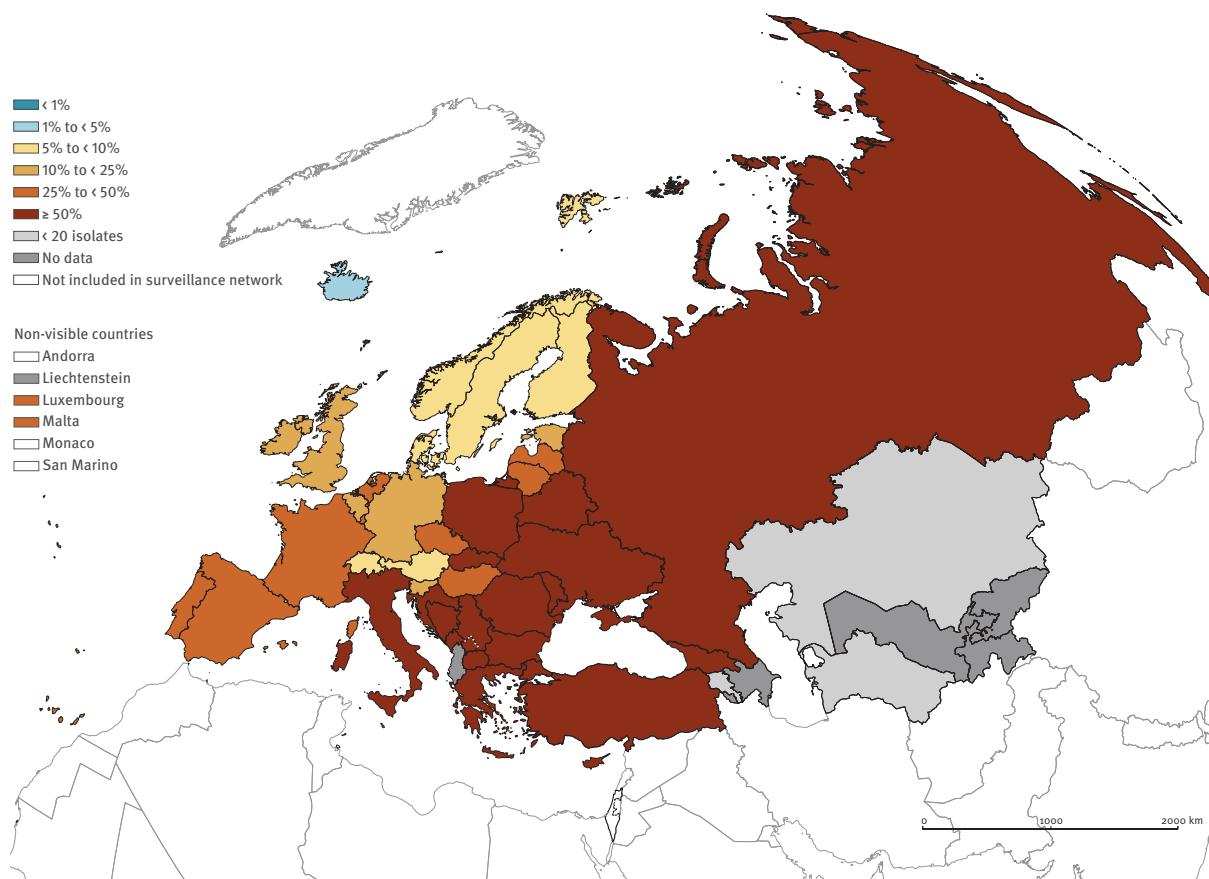 < 1%
1% to < 5%
5% to < 10%
10% to < 25%
25% to < 50%
≥ 50%
< 20 isolates
No data
Not included in surveillance network
Non-visible countries
Andorra
Liechtenstein
Luxembourg
Malta
Monaco
San Marino
0 1000 2000 km